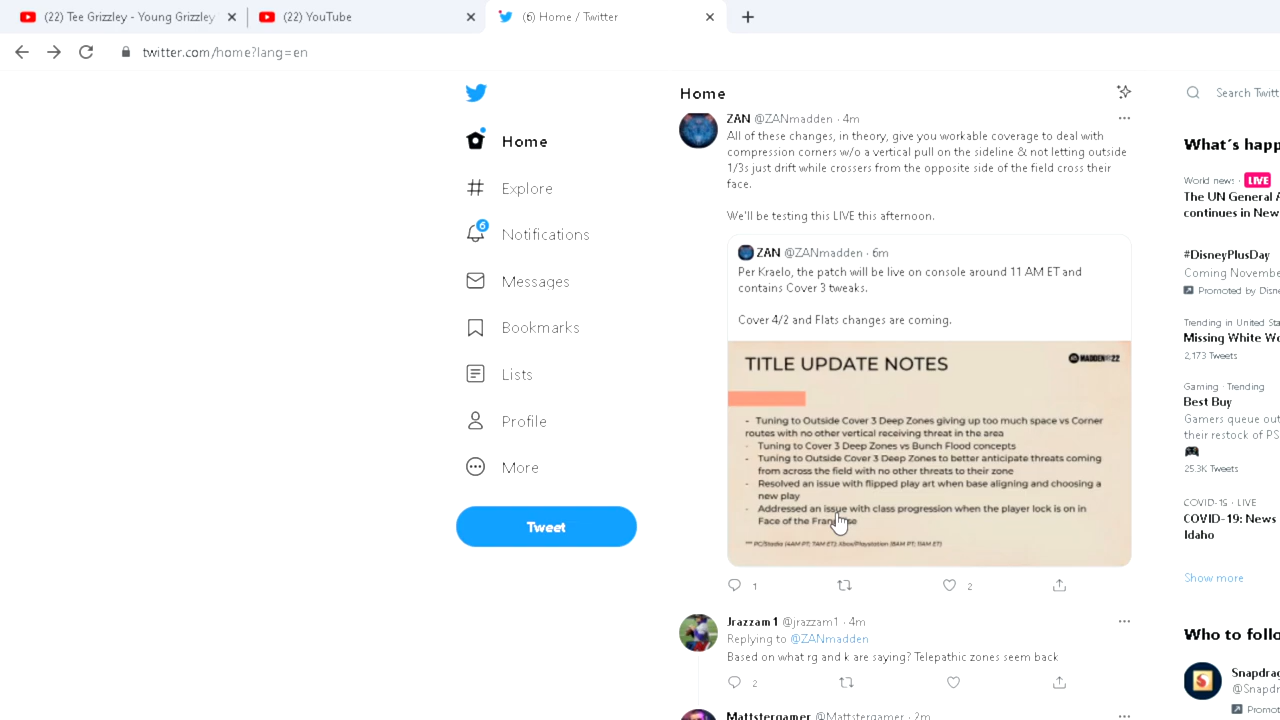 (22) Tee Grizzley - Young Grizzley
(22) YouTube
(6) Home / Twitter
twitter.com/home?lang=en
Home
Explore
Notifications
6
Messages
Bookmarks
Lists
Profile
More
Tweet
Home
ZAN @ZANmadden · 4m
All of these changes, in theory, give you workable coverage to deal with
compression corners w/o a vertical pull on the sideline & not letting outside
1/3s just drift while crossers from the opposite side of the field cross their
face.
We'll be testing this LIVE this afternoon.
ZAN @ZANmadden · 6m
Per Kraelo, the patch will be live on console around 11 AM ET and
contains Cover 3 tweaks.
Cover 4/2 and Flats changes are coming.
TITLE UPDATE NOTES
MADDEN 22
- Tuning to Outside Cover 3 Deep Zones giving up too much space vs Corner
routes with no other vertical receiving threat in the area
- Tuning to Cover 3 Deep Zones vs Bunch Flood concepts
- Tuning to Outside Cover 3 Deep Zones to better anticipate threats coming
from across the field with no other threats to their zone
- Resolved an issue with flipped play art when base aligning and choosing a
new play
- Addressed an issue with class progression when the player lock is on in
Face of the Franchise
*** PC/Stadia (4AM PT; 7AM ET); Xbox/Playstation (8AM PT; 11AM ET)
1
2
Jrazzam1 @jrazzam1 · 4m
Replying to @ZANmadden
Based on what rg and k are saying? Telepathic zones seem back
2
Mattstergamer @Mattstergamer · 2m
Search Twitt
What's happ
World news · LIVE
The UN General A
continues in New
#DisneyPlusDay
Coming Novembe
Promoted by Disne
Trending in United Sta
Missing White Wo
2,173 Tweets
Gaming · Trending
Best Buy
Gamers queue out
their restock of PS
25.3K Tweets
COVID-19 · LIVE
COVID-19: News
Idaho
Show more
Who to follo
Snapdrag
@Snapdr
Promot